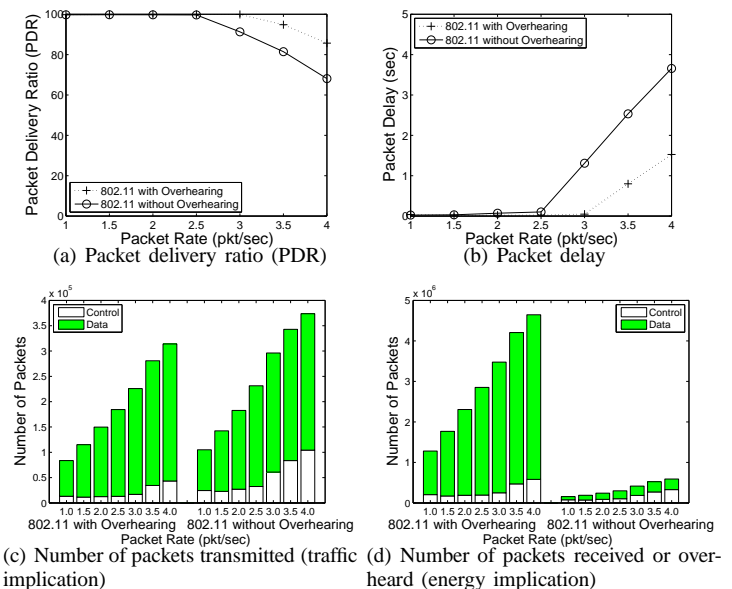 100
80
60
40
20
0
Packet Delivery Ratio (PDR)
802.11 with Overhearing
802.11 without Overhearing
1 1.5 2 2.5 3 3.5 4
Packet Rate (pkt/sec)
(a) Packet delivery ratio (PDR)
5
4
3
2
1
0
Packet Delay (sec)
802.11 with Overhearing
802.11 without Overhearing
1 1.5 2 2.5 3 3.5 4
Packet Rate (pkt/sec)
(b) Packet delay
x 10^5
4
3.5
3
2.5
2
1.5
1
0.5
0
Number of Packets
Control
Data
1.0 1.5 2.0 2.5 3.0 3.5 4.0 1.0 1.5 2.0 2.5 3.0 3.5 4.0
802.11 with Overhearing 802.11 without Overhearing
Packet Rate (pkt/sec)
(c) Number of packets transmitted (traffic
implication)
x 10^6
5
4
3
2
1
0
Number of Packets
Control
Data
1.0 1.5 2.0 2.5 3.0 3.5 4.0 1.0 1.5 2.0 2.5 3.0 3.5 4.0
802.11 with Overhearing 802.11 without Overhearing
Packet Rate (pkt/sec)
(d) Number of packets received or over-
heard (energy implication)